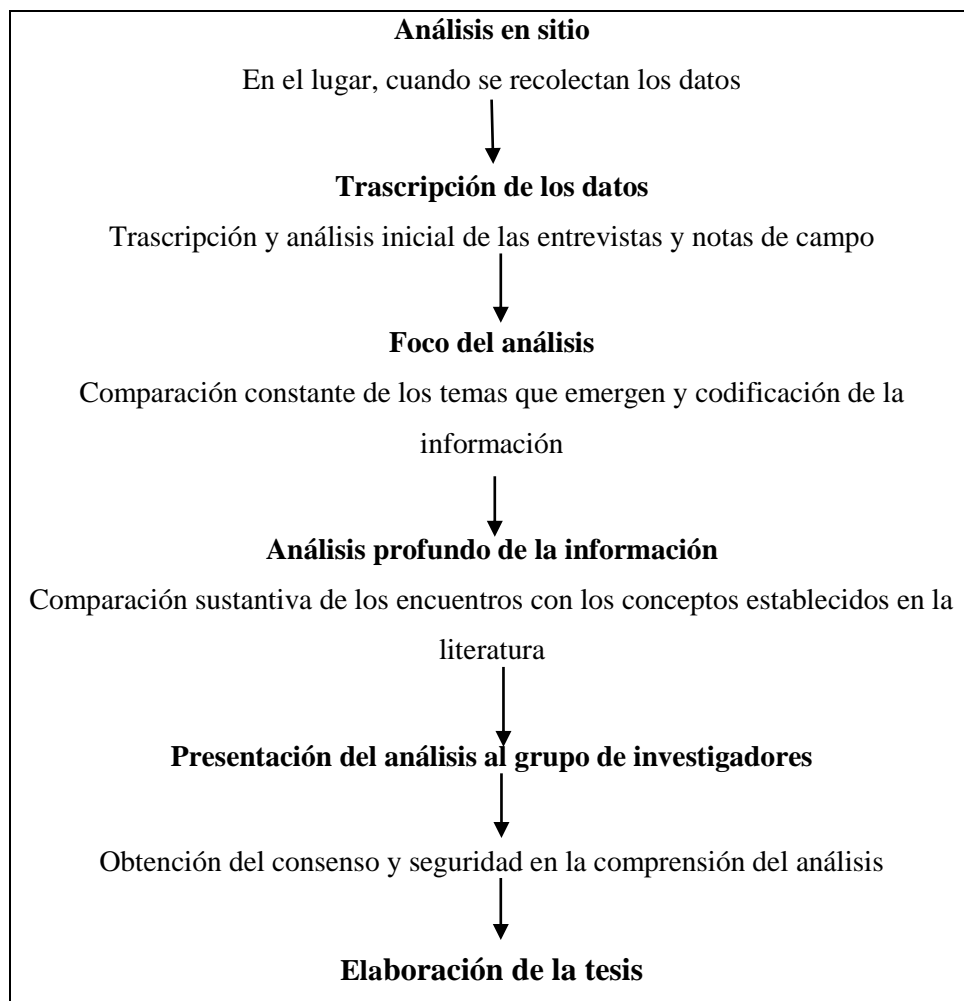 Análisis en sitio
En el lugar, cuando se recolectan los datos
Trascripción de los datos
Trascripción y análisis inicial de las entrevistas y notas de campo
Foco del análisis
Comparación constante de los temas que emergen y codificación de la
información
Análisis profundo de la información
Comparación sustantiva de los encuentros con los conceptos establecidos en la
literatura
Presentación del análisis al grupo de investigadores
Obtención del consenso y seguridad en la comprensión del análisis
Elaboración de la tesis